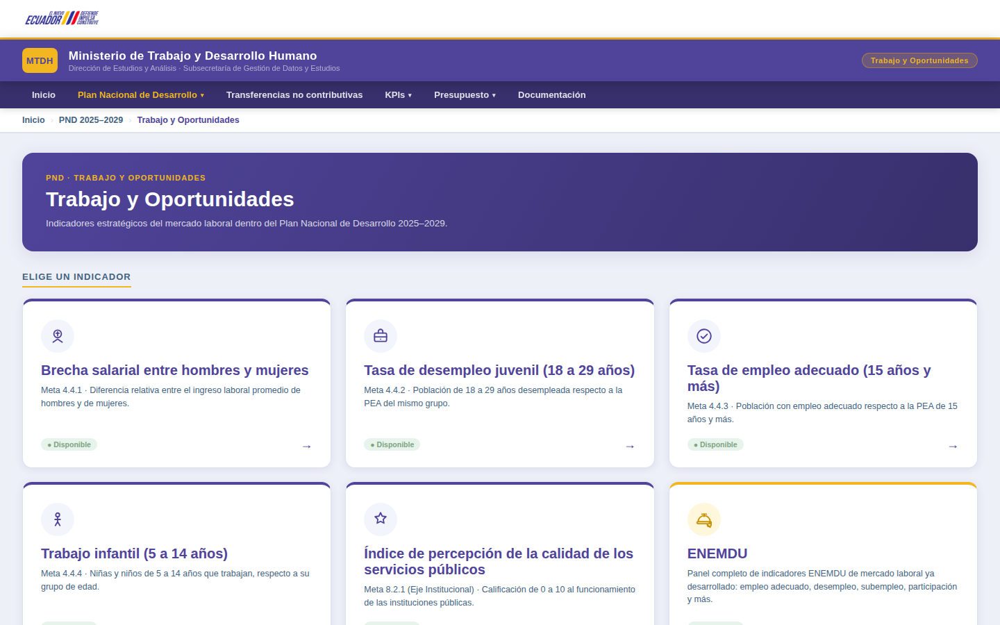 EL NUEVO
ECUADOR
DEFIENDE
IMPULSA
CONSTRUYE
MTDH
Ministerio de Trabajo y Desarrollo Humano
Dirección de Estudios y Análisis · Subsecretaría de Gestión de Datos y Estudios
Trabajo y Oportunidades
Inicio
Plan Nacional de Desarrollo ▾
Transferencias no contributivas
KPIs ▾
Presupuesto ▾
Documentación
Inicio › PND 2025–2029 › Trabajo y Oportunidades
PND · TRABAJO Y OPORTUNIDADES
Trabajo y Oportunidades
Indicadores estratégicos del mercado laboral dentro del Plan Nacional de Desarrollo 2025–2029.
ELIGE UN INDICADOR
Brecha salarial entre hombres y mujeres
Meta 4.4.1 · Diferencia relativa entre el ingreso laboral promedio de
hombres y de mujeres.
● Disponible →
Tasa de desempleo juvenil (18 a 29 años)
Meta 4.4.2 · Población de 18 a 29 años desempleada respecto a la
PEA del mismo grupo.
● Disponible →
Tasa de empleo adecuado (15 años y
más)
Meta 4.4.3 · Población con empleo adecuado respecto a la PEA de 15
años y más.
● Disponible →
Trabajo infantil (5 a 14 años)
Meta 4.4.4 · Niñas y niños de 5 a 14 años que trabajan, respecto a su
grupo de edad.
Índice de percepción de la calidad de los
servicios públicos
Meta 8.2.1 (Eje Institucional) · Calificación de 0 a 10 al funcionamiento
de las instituciones públicas.
ENEMDU
Panel completo de indicadores ENEMDU de mercado laboral ya
desarrollado: empleo adecuado, desempleo, subempleo, participación
y más.